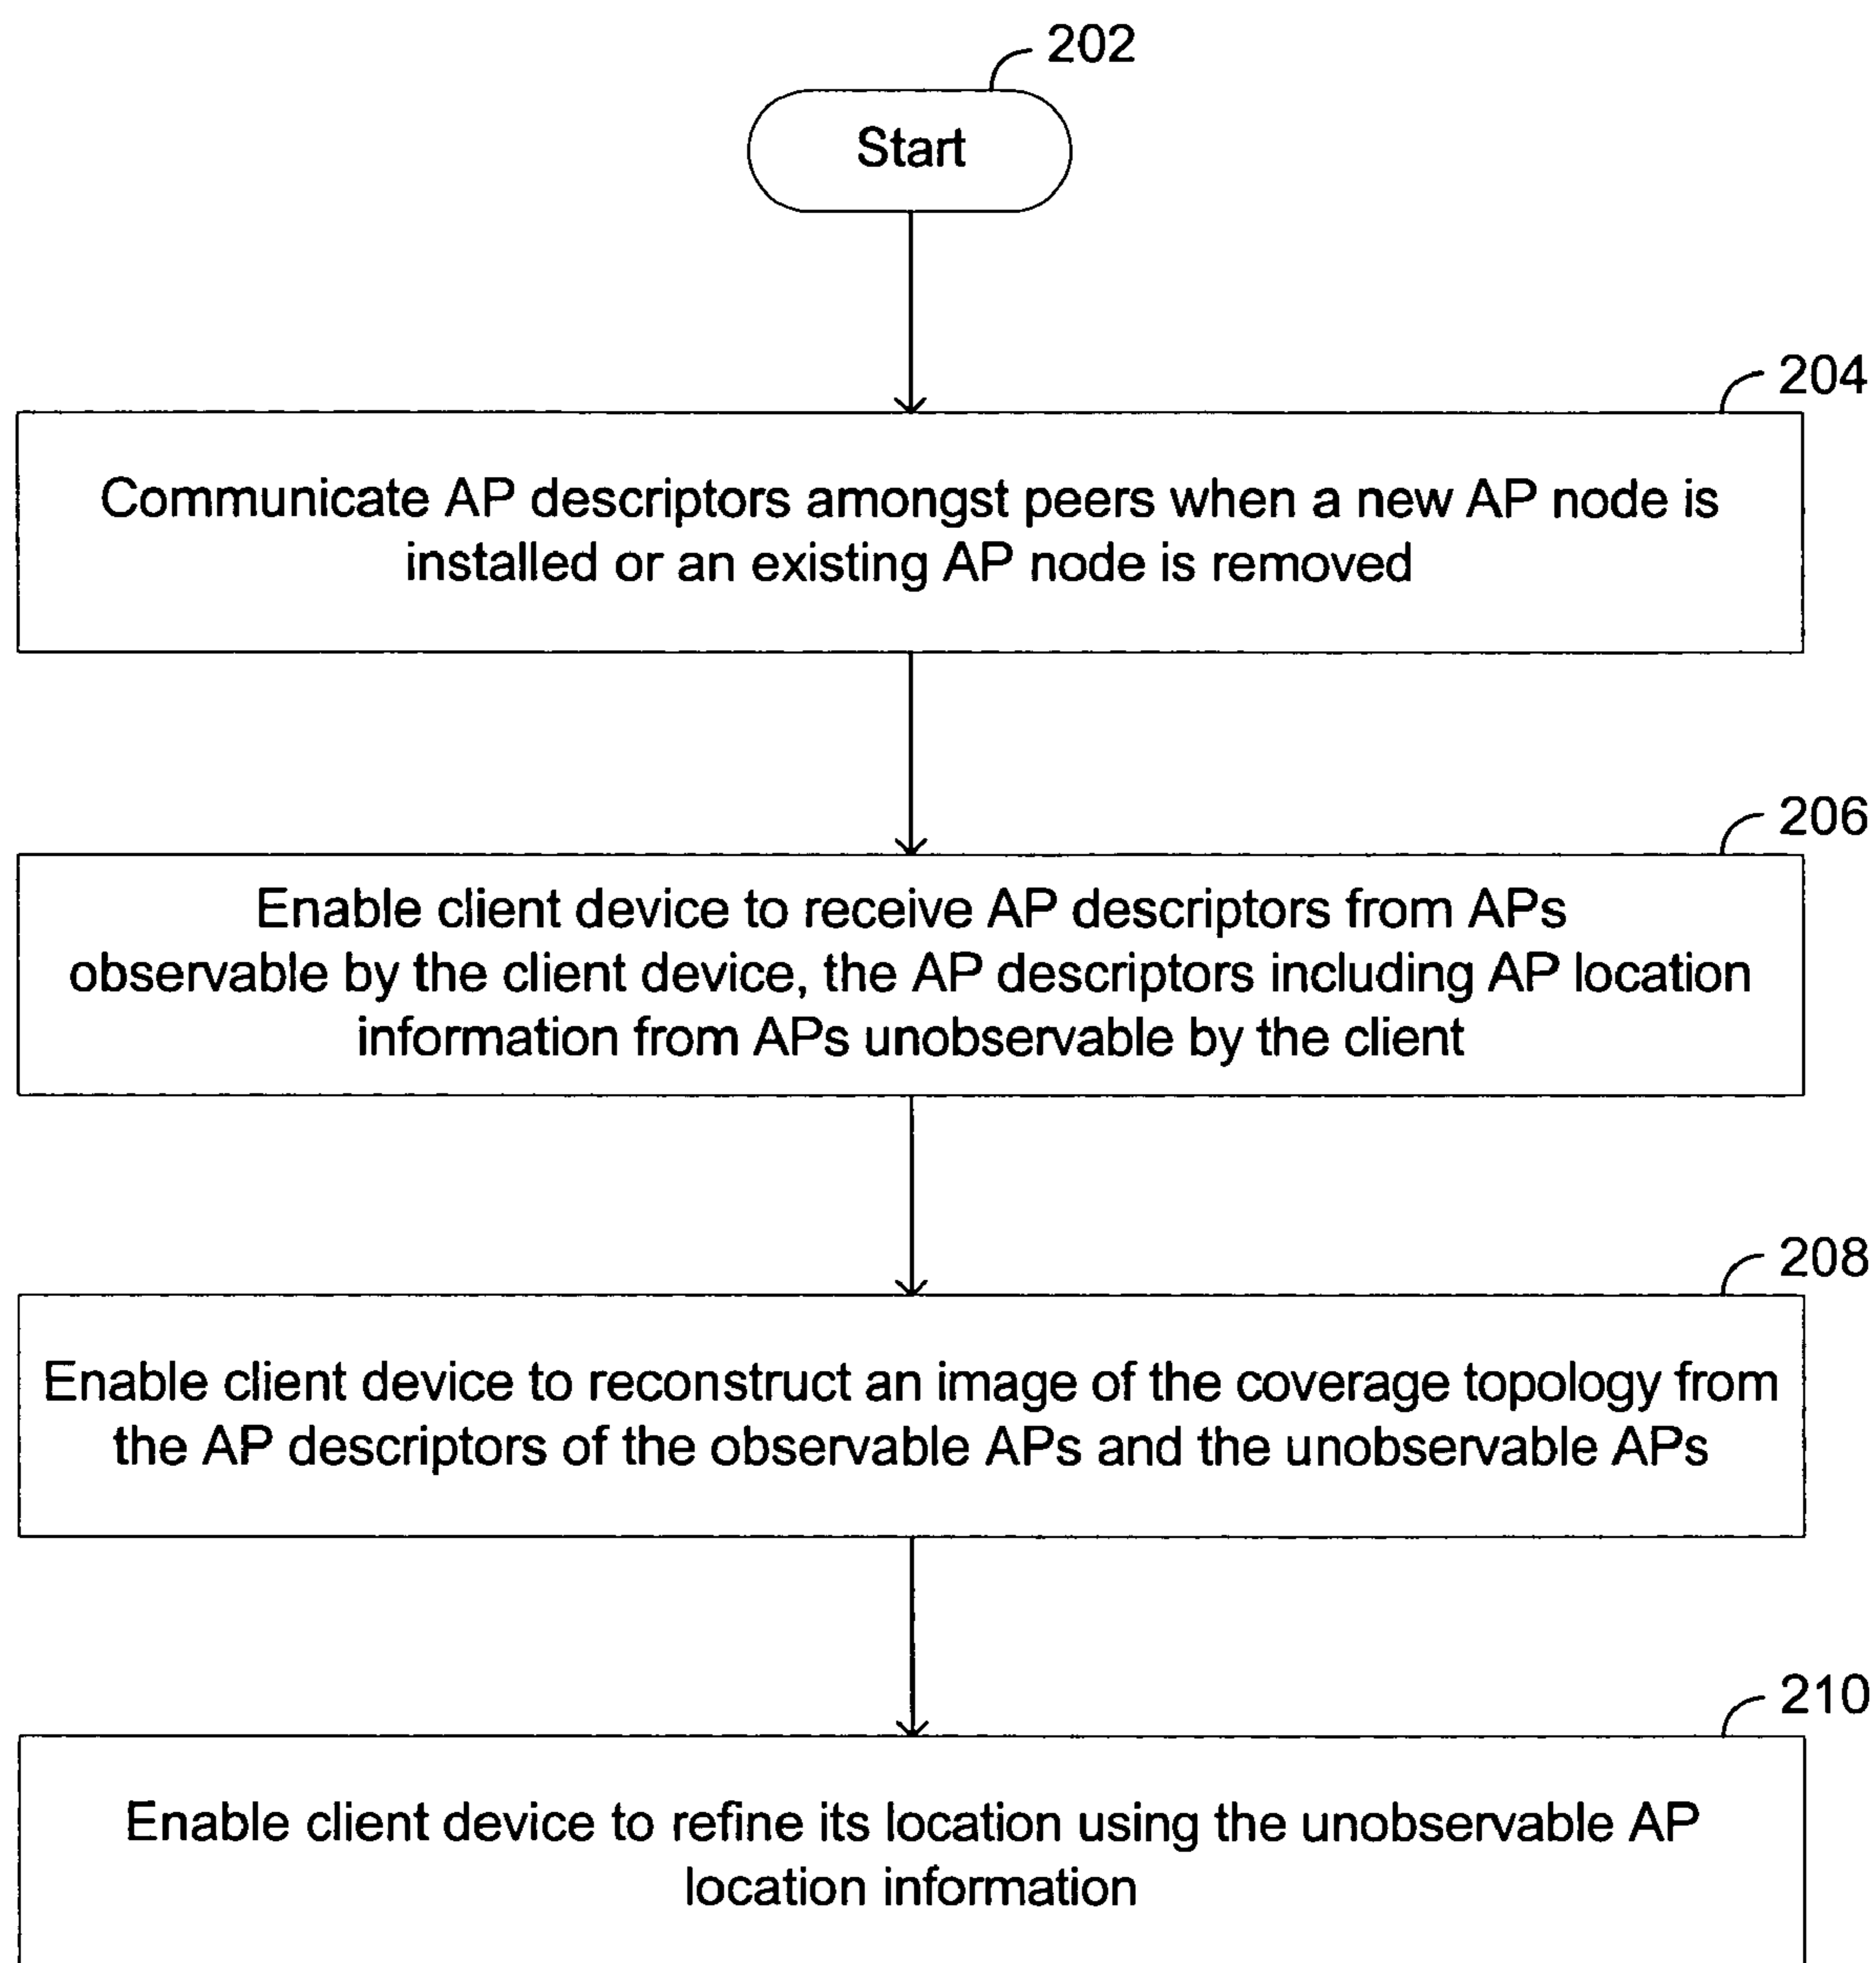 202
Start
204
Communicate AP descriptors amongst peers when a new AP node is
installed or an existing AP node is removed
206
Enable client device to receive AP descriptors from APs
observable by the client device, the AP descriptors including AP location
information from APs unobservable by the client
208
Enable client device to reconstruct an image of the coverage topology from
the AP descriptors of the observable APs and the unobservable APs
210
Enable client device to refine its location using the unobservable AP
location information